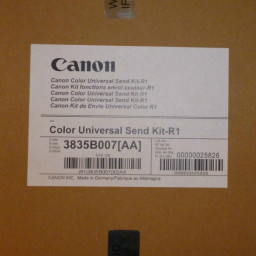 Canon
Canon Color Universal Send Kit-R1
Canon Kit fonctions envoi couleur-R1
Canon Color Universal Send Kit-R1
Canon Color Universal Send Kit-R1
Canon Kit de Envío Universal Color R1
Color Universal Send Kit-R1
3835B007[AA]
00000025826
CANON INC. Made in Germany/Fabriqué au Allemagne